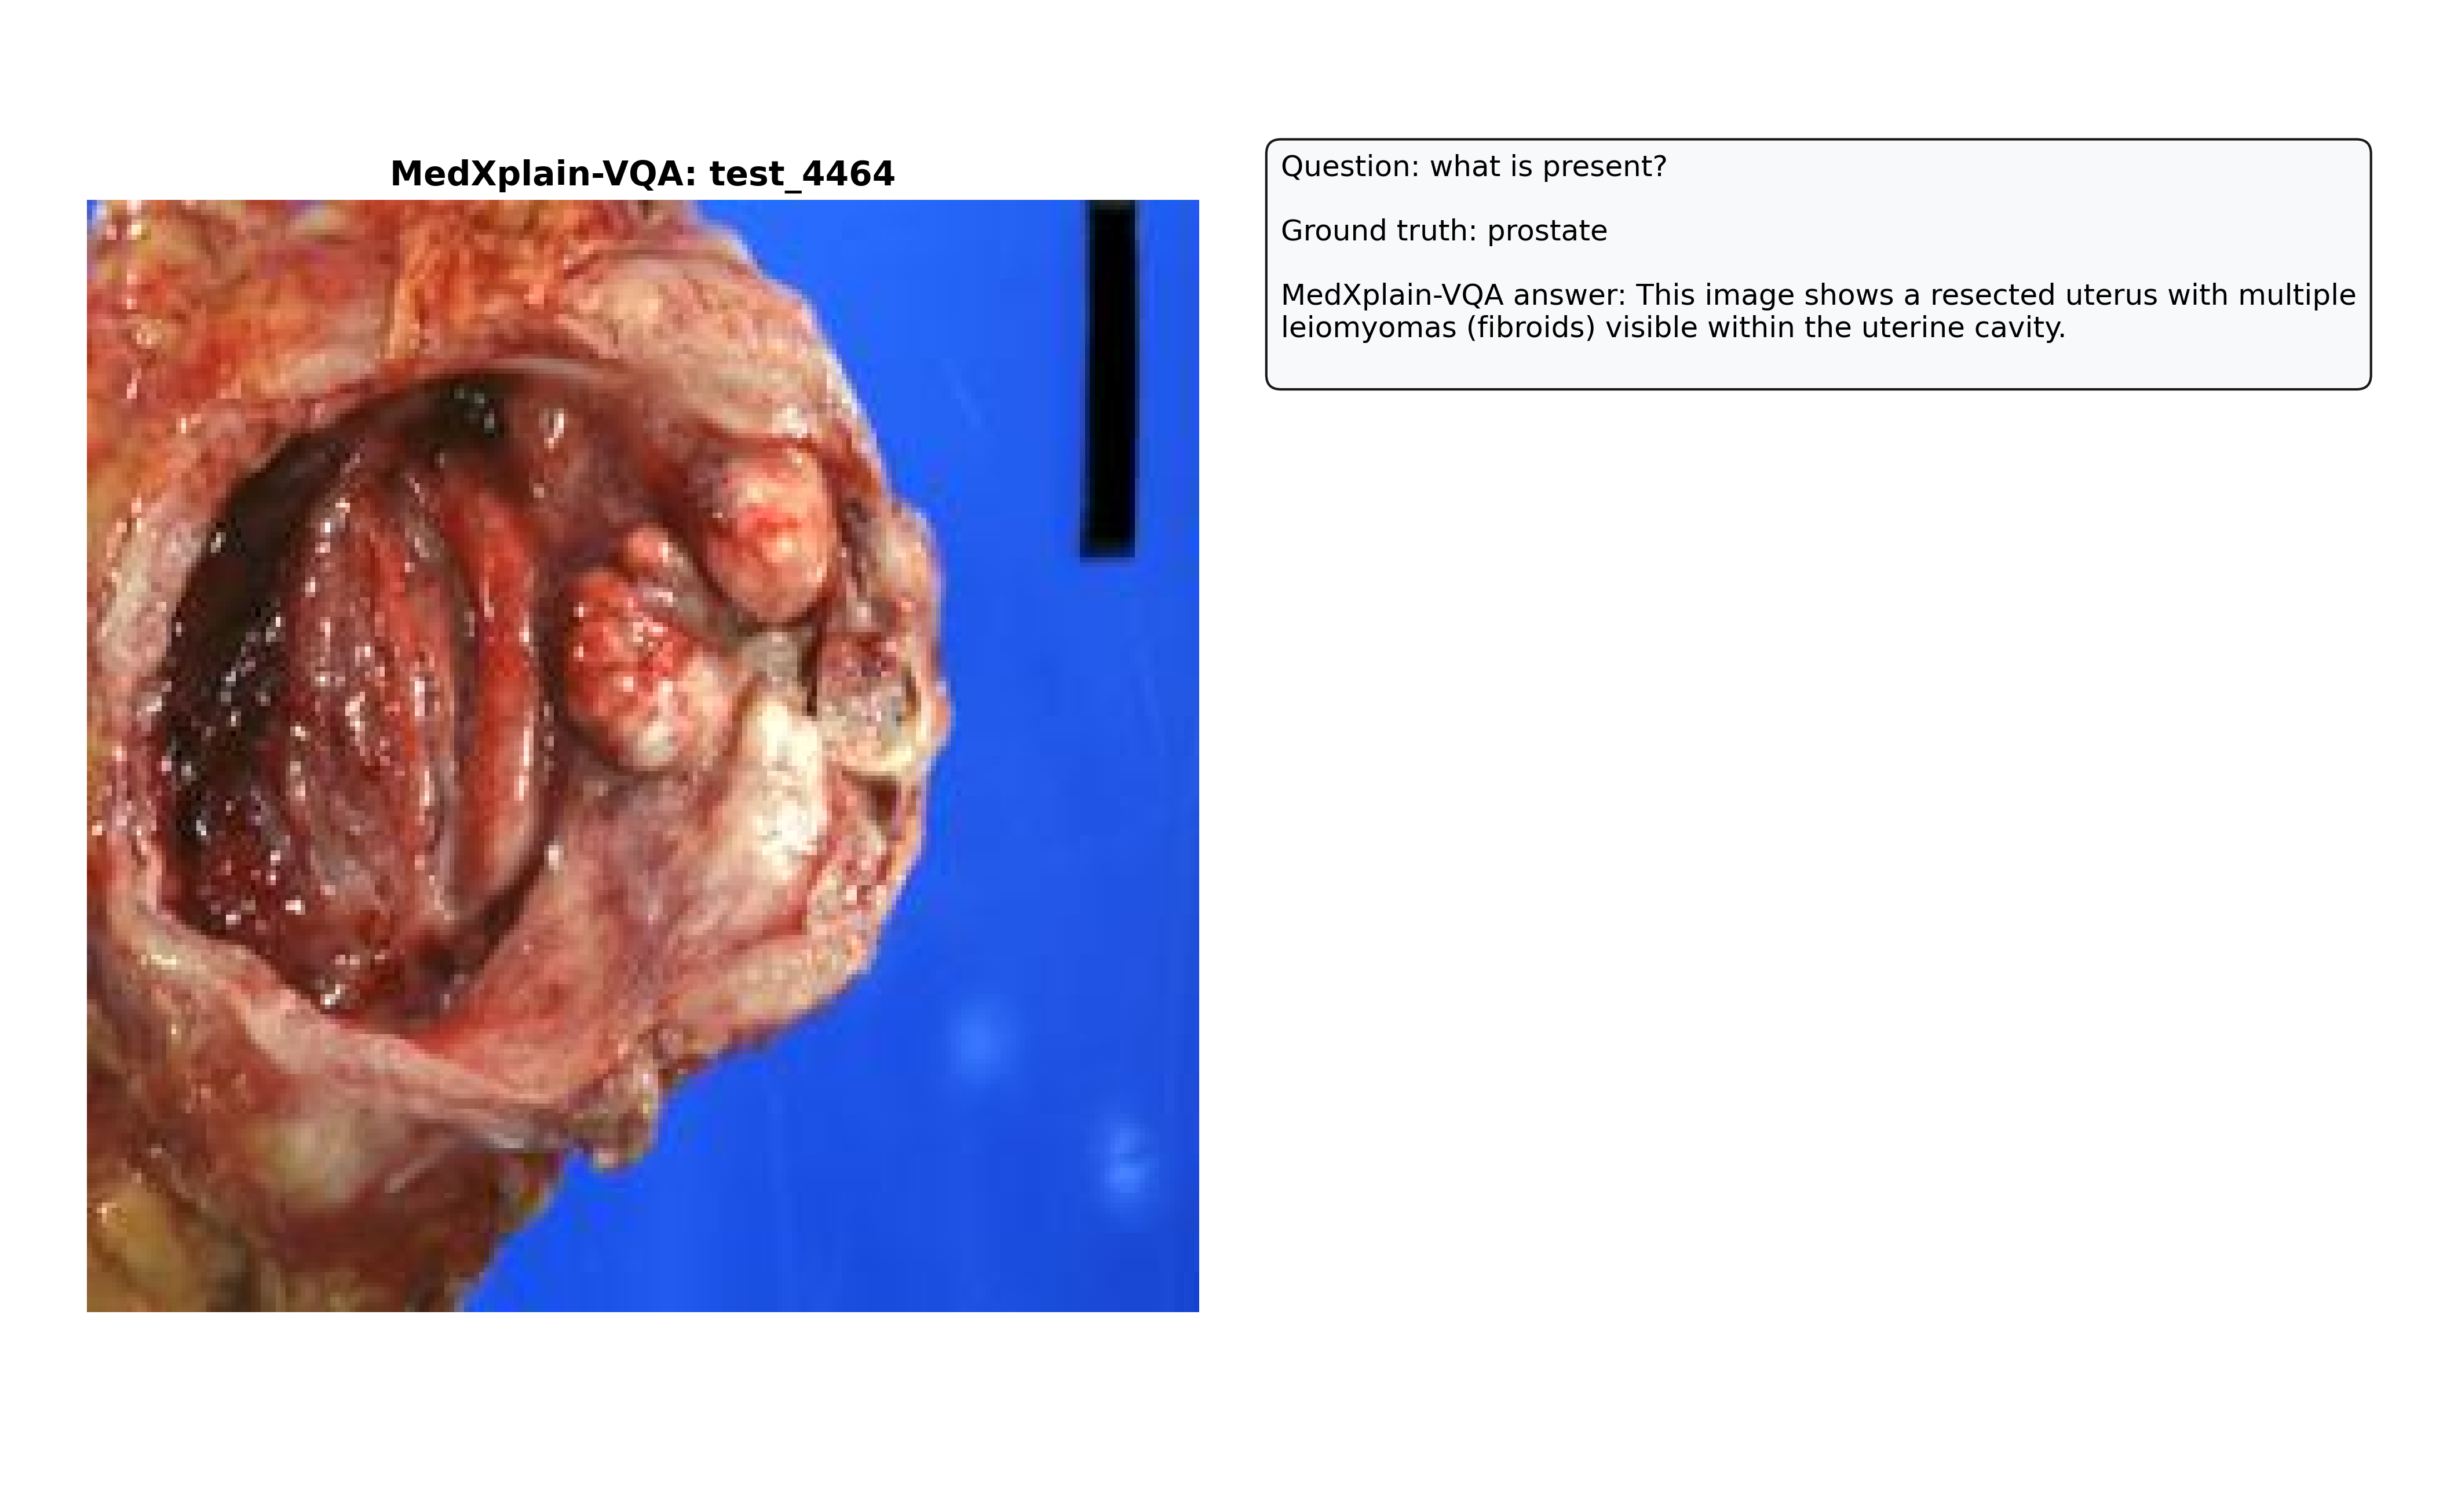 MedXplain-VQA: test_4464
Question: what is present?
Ground truth: prostate
MedXplain-VQA answer: This image shows a resected uterus with multiple
leiomyomas (fibroids) visible within the uterine cavity.